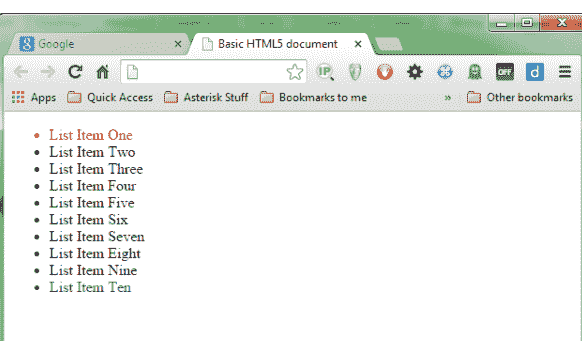 Google
Basic HTML5 document
Apps Quick Access Asterisk Stuff Bookmarks to me » Other bookmarks
List Item One
List Item Two
List Item Three
List Item Four
List Item Five
List Item Six
List Item Seven
List Item Eight
List Item Nine
List Item Ten